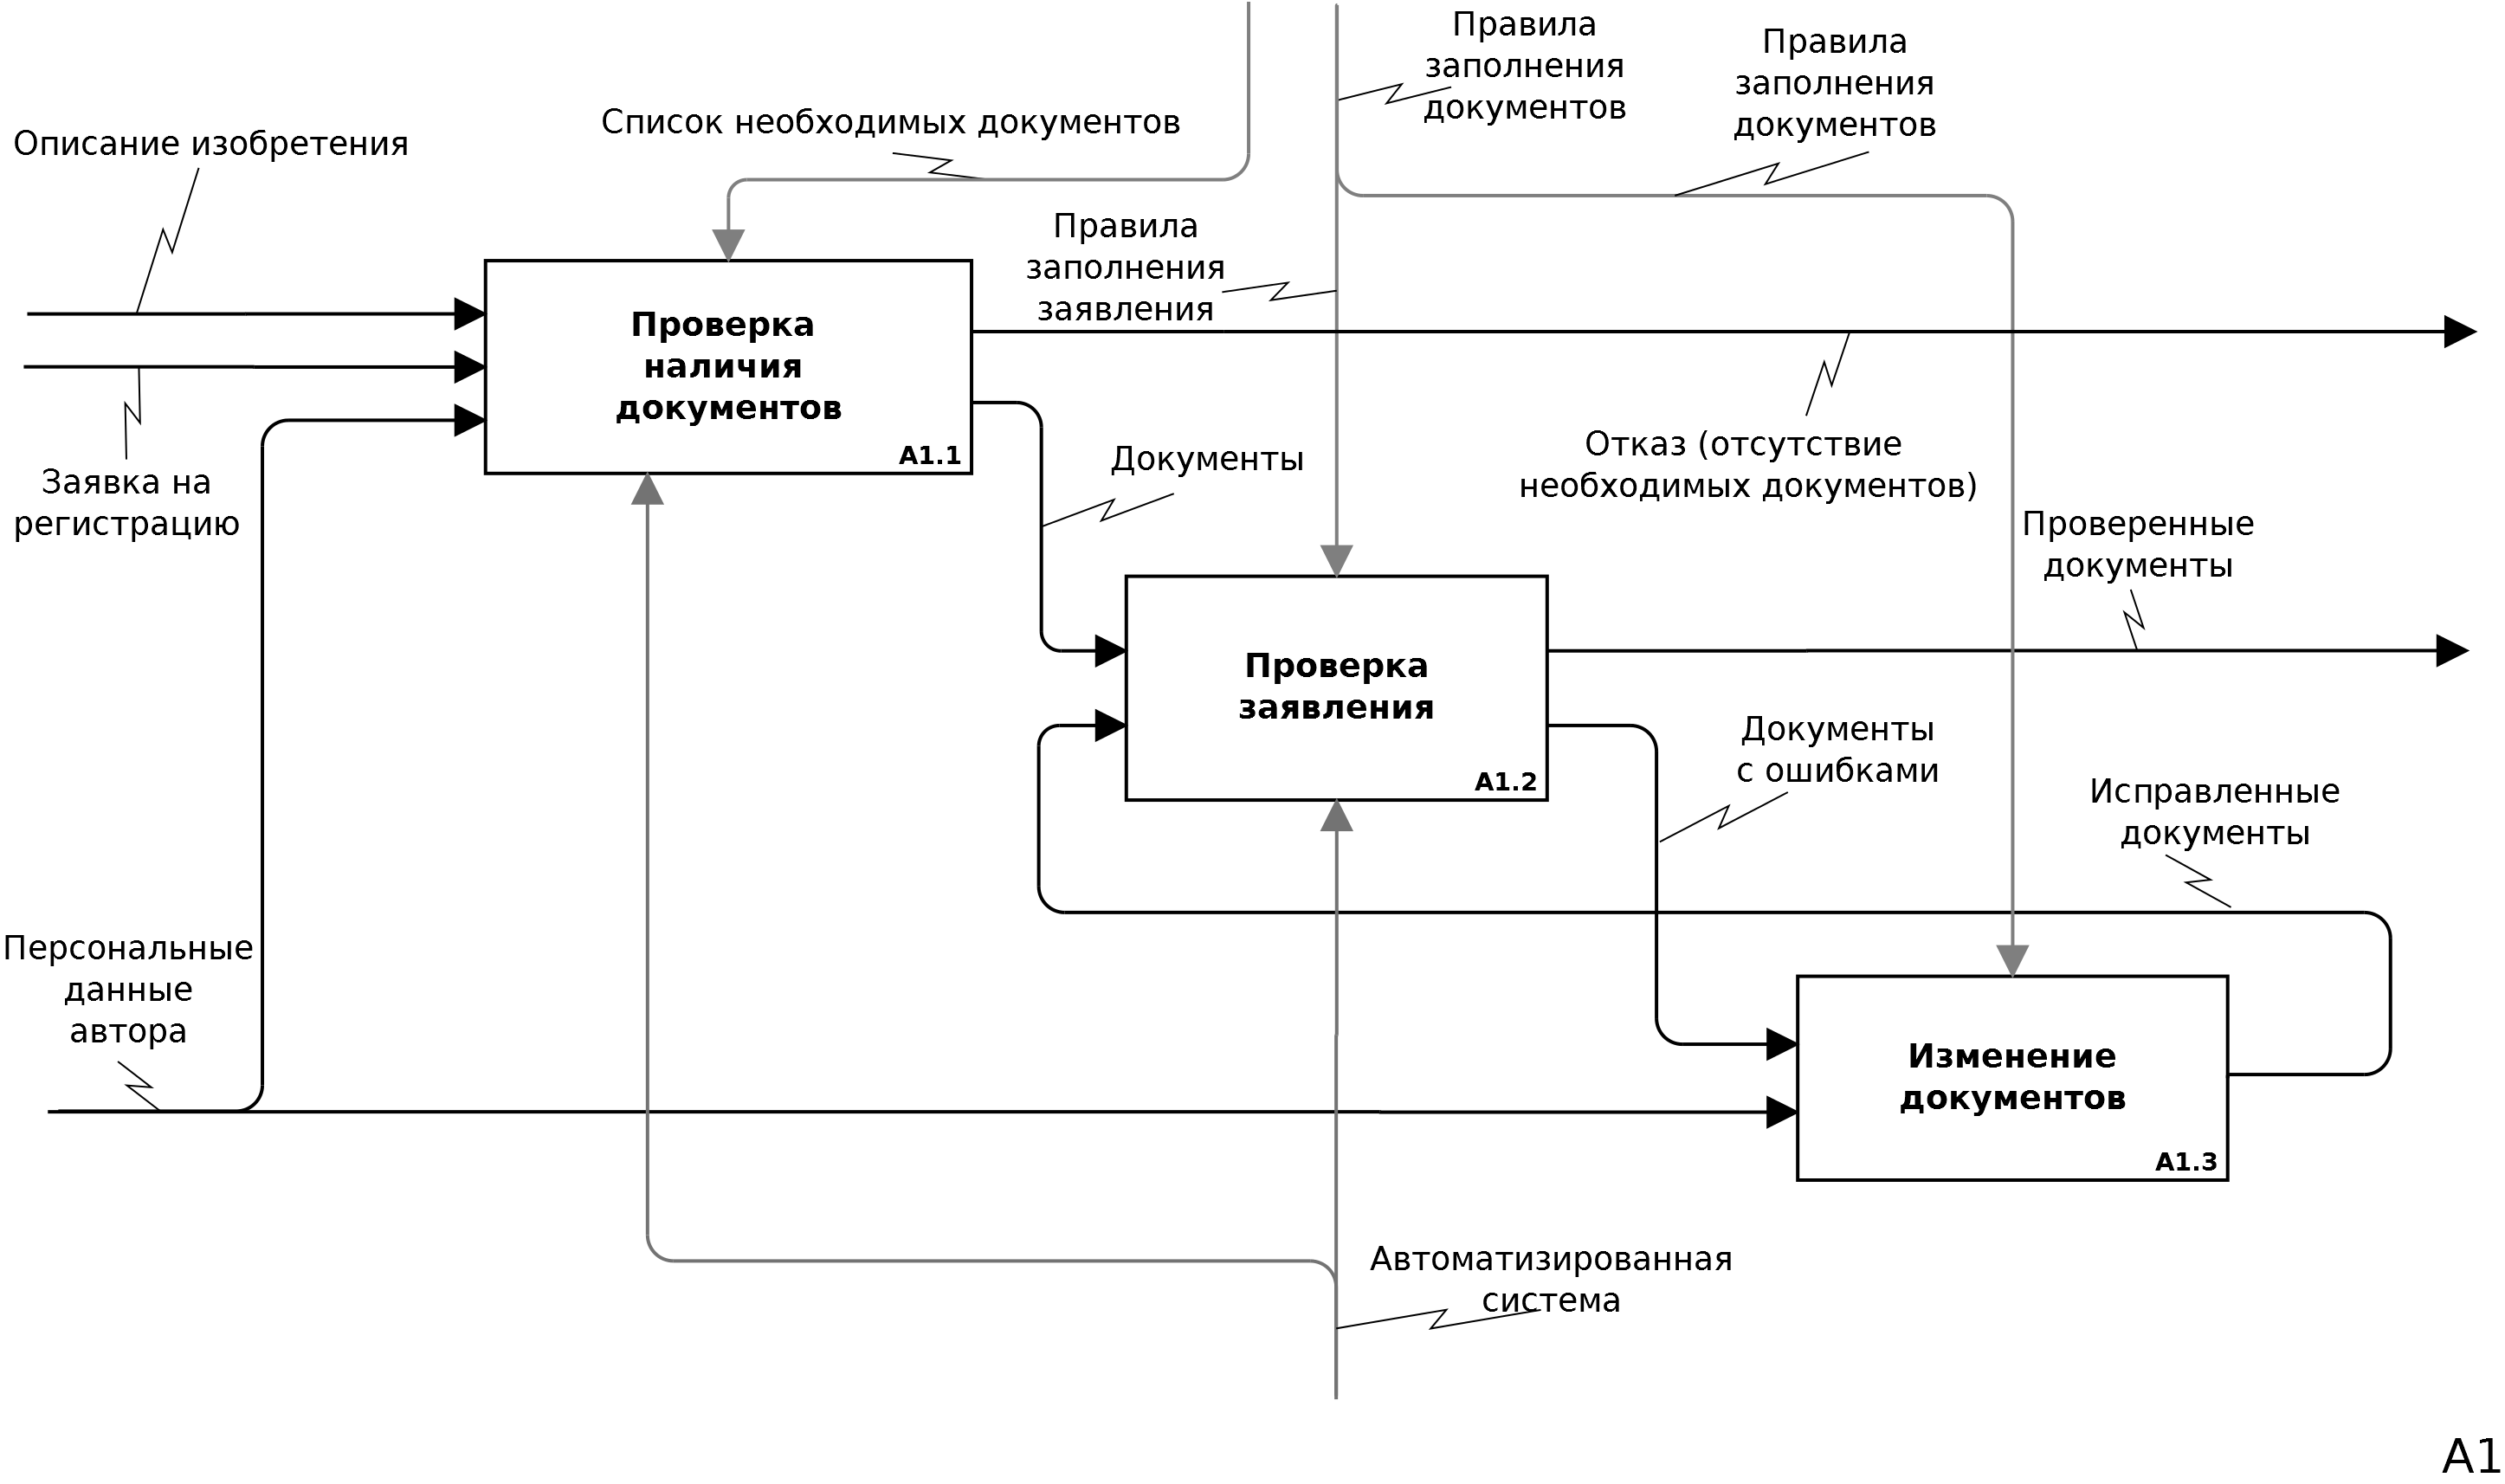 Правила
заполнения
документов
Правила
заполнения
документов
Список необходимых документов
Описание изобретения
Правила
заполнения
заявления
Проверка
наличия
документов
A1.1
Отказ (отсутствие
необходимых документов)
Документы
Заявка на
регистрацию
Проверенные
документы
Проверка
заявления
A1.2
Документы
с ошибками
Исправленные
документы
Персональные
данные
автора
Изменение
документов
A1.3
Автоматизированная
система
A1